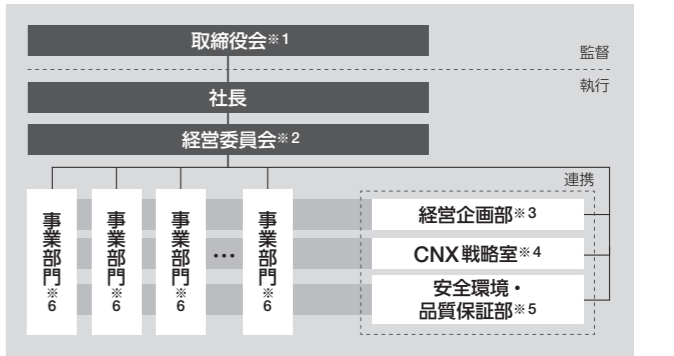 取締役会※1
監督
執行
社長
経営委員会※2
連携
事業部門※6
事業部門※6
事業部門※6
…
事業部門※6
経営企画部※3
CNX戦略室※4
安全環境・
品質保証部※5